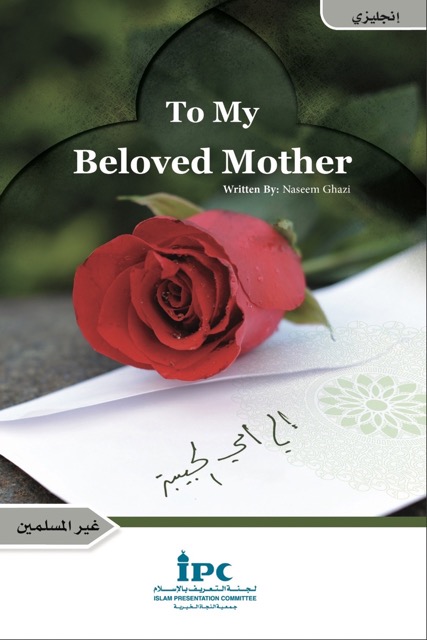 إنجليزي
To My
Beloved Mother
Written By: Naseem Ghazi
إلى أمي الحبيبة
غير المسلمين
iPC
لجنة التعريف بالإسلام
ISLAM PRESENTATION COMMITTEE
جمعية النجاة الخيرية